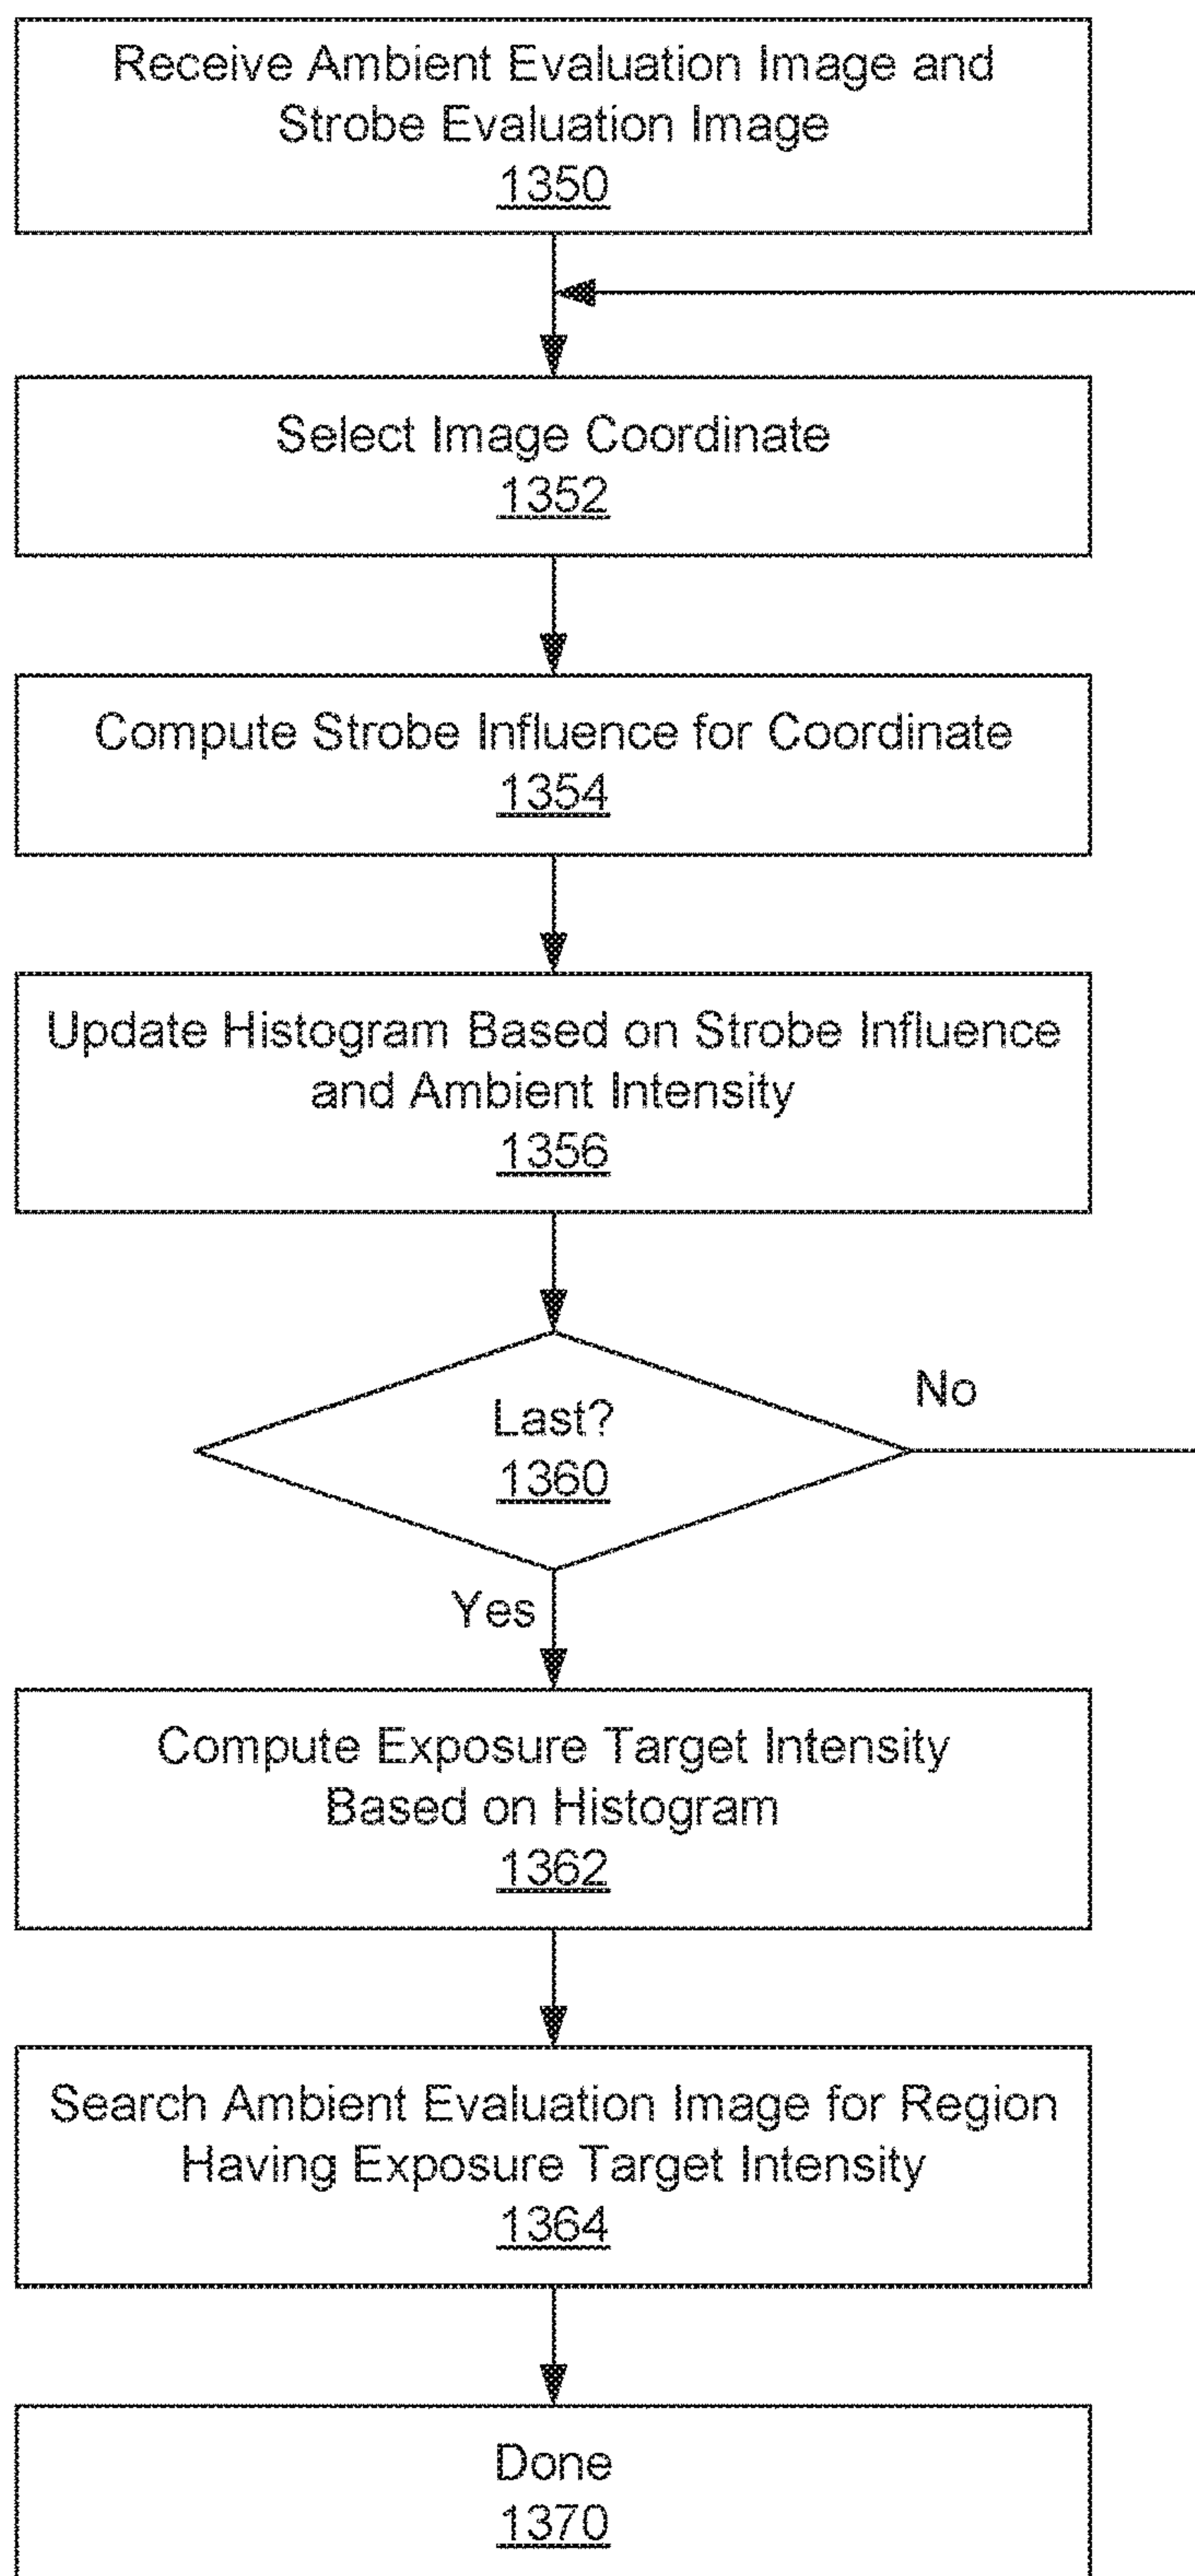 Receive Ambient Evaluation Image and
Strobe Evaluation Image
1350
Select Image Coordinate
1352
Compute Strobe Influence for Coordinate
1354
Update Histogram Based on Strobe Influence
and Ambient Intensity
1356
Last?
1360
No
Yes
Compute Exposure Target Intensity
Based on Histogram
1362
Search Ambient Evaluation Image for Region
Having Exposure Target Intensity
1364
Done
1370